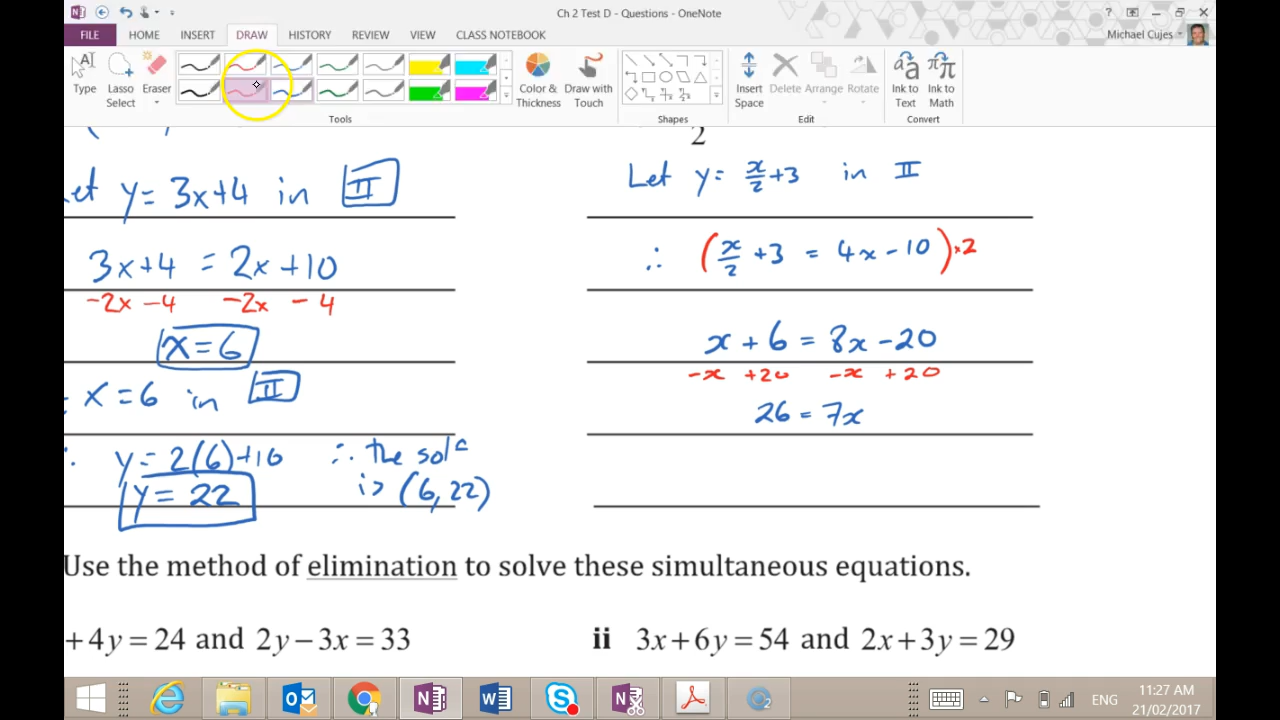 Ch 2 Test D - Questions - OneNote
FILE HOME INSERT DRAW HISTORY REVIEW VIEW CLASS NOTEBOOK
Michael Cujes
Type
Lasso Select
Eraser
Color & Thickness
Draw with Touch
Insert Space
Delete
Arrange
Rotate
Ink to Text
Ink to Math
Tools
Shapes
Edit
Convert
et y = 3x+4 in II
3x+4 = 2x+10
-2x -4 -2x - 4
x = 6
x = 6 in II
y = 2(6)+10
y = 22
∴ the solⁿ
is (6, 22)
2
Let y = x/2 + 3 in II
∴ (x/2 + 3 = 4x - 10) × 2
x + 6 = 8x - 20
-x +20 -x +20
26 = 7x
Use the method of elimination to solve these simultaneous equations.
+ 4y = 24 and 2y − 3x = 33
ii 3x + 6y = 54 and 2x + 3y = 29
ENG
11:27 AM
21/02/2017